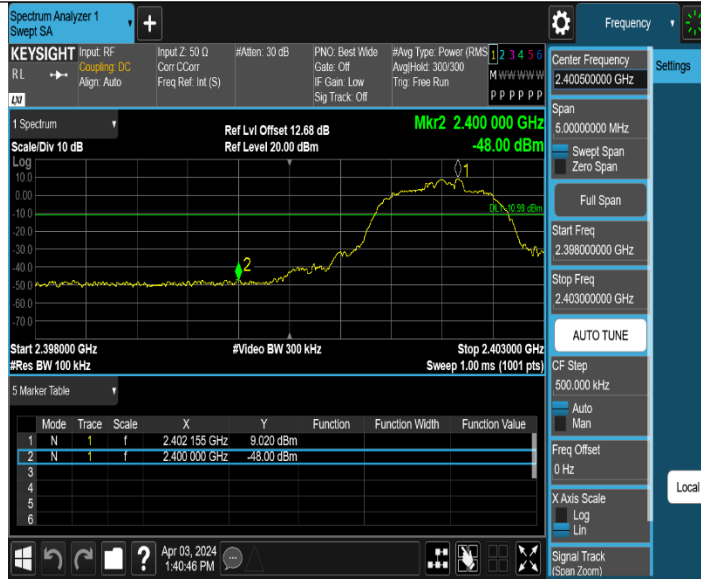 Spectrum Analyzer 1
Swept SA
+
Frequency
KEYSIGHT Input: RF Input Z: 50 Ω #Atten: 30 dB PNO: Best Wide #Avg Type: Power (RMS 1 2 3 4 5 6
RL Coupling: DC Corr CCorr Gate: Off Avg|Hold: 300/300 M W W W W W
Align: Auto Freq Ref: Int (S) IF Gain: Low Trig: Free Run
Sig Track: Off P P P P P P
LXI
1 Spectrum
Ref Lvl Offset 12.68 dB Mkr2 2.400 000 GHz
Scale/Div 10 dB Ref Level 20.00 dBm -48.00 dBm
Log
10.0
0.00
-10.0
-20.0
-30.0
-40.0
-50.0
-60.0
-70.0
1
DL1 -10.98 dBm
2
Start 2.398000 GHz #Video BW 300 kHz Stop 2.403000 GHz
#Res BW 100 kHz Sweep 1.00 ms (1001 pts)
5 Marker Table
Mode Trace Scale X Y Function Function Width Function Value
1 N 1 f 2.402 155 GHz 9.020 dBm
2 N 1 f 2.400 000 GHz -48.00 dBm
3
4
5
6
?
Apr 03, 2024
1:40:46 PM
Center Frequency
2.400500000 GHz
Span
5.00000000 MHz
Swept Span
Zero Span
Full Span
Start Freq
2.398000000 GHz
Stop Freq
2.403000000 GHz
AUTO TUNE
CF Step
500.000 kHz
Auto
Man
Freq Offset
0 Hz
X Axis Scale
Log
Lin
Signal Track
(Span Zoom)
Settings
Local